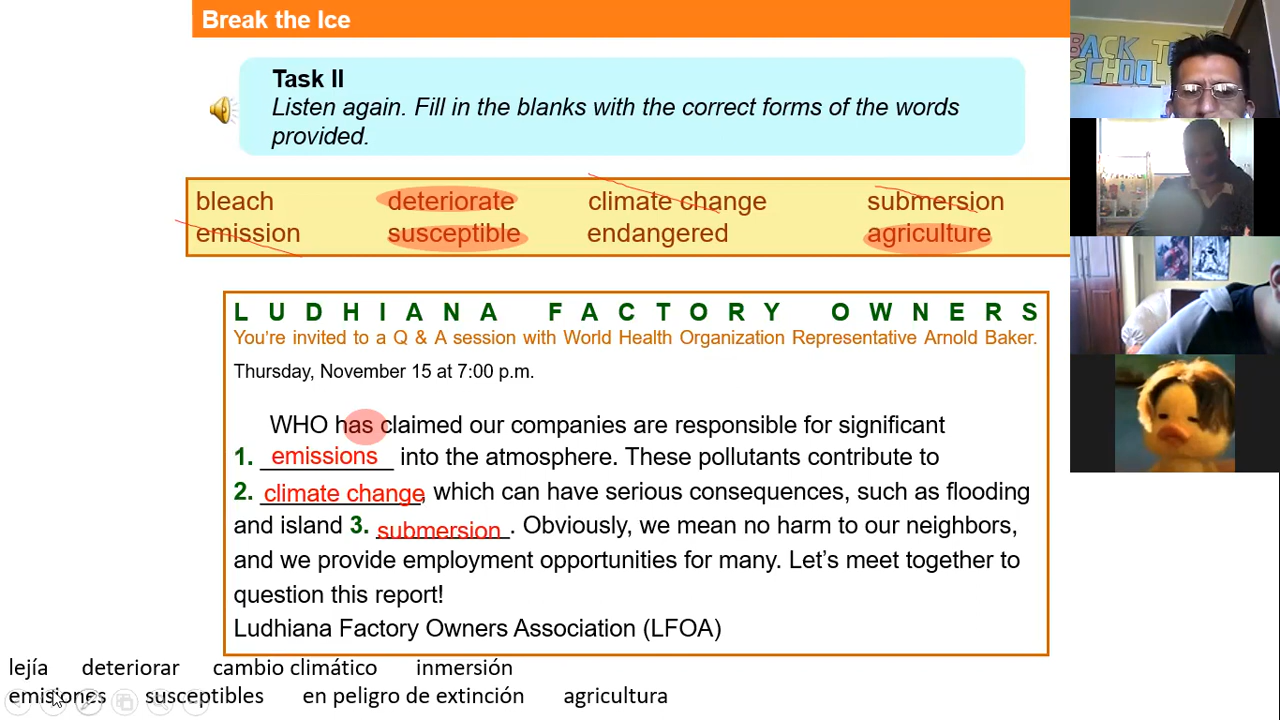 Break the Ice
Task II
Listen again. Fill in the blanks with the correct forms of the words
provided.
bleach deteriorate climate change submersion
emission susceptible endangered agriculture
LUDHIANA FACTORY OWNERS
You're invited to a Q & A session with World Health Organization Representative Arnold Baker.
Thursday, November 15 at 7:00 p.m.
WHO has claimed our companies are responsible for significant
1. emissions into the atmosphere. These pollutants contribute to
2. climate change, which can have serious consequences, such as flooding
and island 3. submersion. Obviously, we mean no harm to our neighbors,
and we provide employment opportunities for many. Let's meet together to
question this report!
Ludhiana Factory Owners Association (LFOA)
lejía deteriorar cambio climático inmersión
emisiones susceptibles en peligro de extinción agricultura
BACK T
SCHOOL